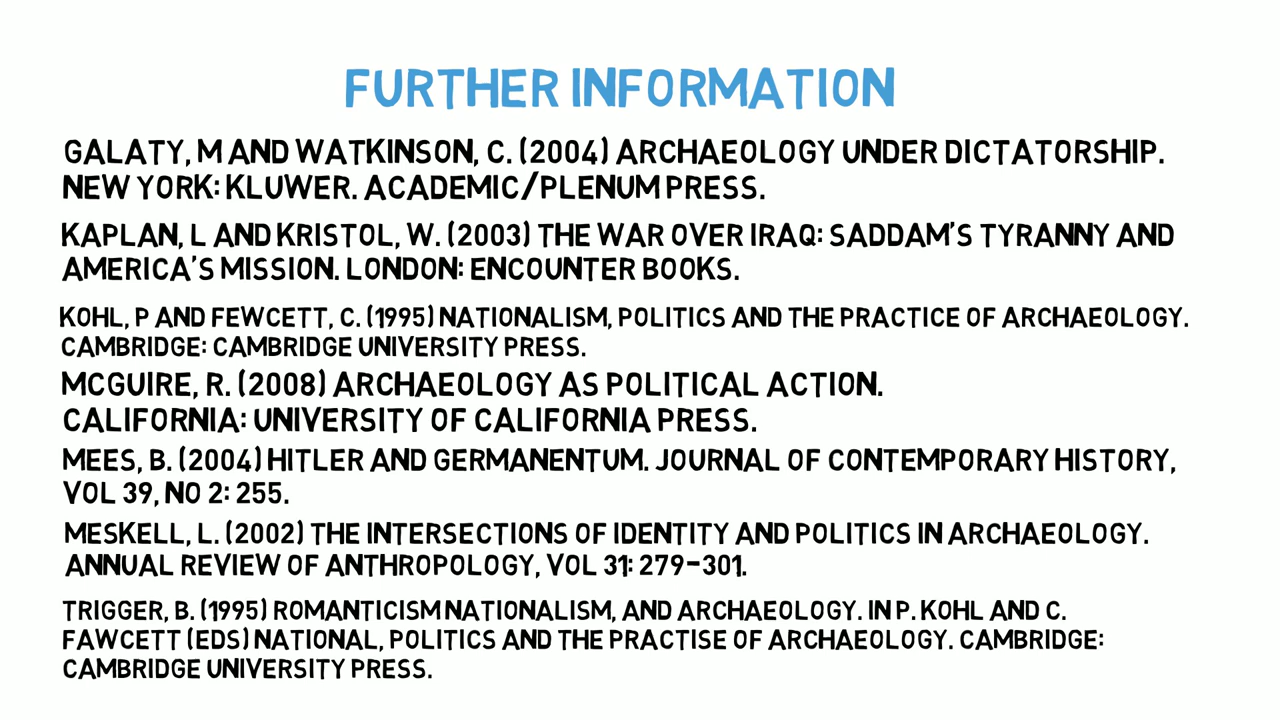 FURTHER INFORMATION
GALATY, M AND WATKINSON, C. (2004) ARCHAEOLOGY UNDER DICTATORSHIP.
NEW YORK: KLUWER. ACADEMIC/PLENUM PRESS.
KAPLAN, L AND KRISTOL, W. (2003) THE WAR OVER IRAQ: SADDAM'S TYRANNY AND
AMERICA'S MISSION. LONDON: ENCOUNTER BOOKS.
KOHL, P AND FEWCETT, C. (1995) NATIONALISM, POLITICS AND THE PRACTICE OF ARCHAEOLOGY.
CAMBRIDGE: CAMBRIDGE UNIVERSITY PRESS.
MCGUIRE, R. (2008) ARCHAEOLOGY AS POLITICAL ACTION.
CALIFORNIA: UNIVERSITY OF CALIFORNIA PRESS.
MEES, B. (2004) HITLER AND GERMANENTUM. JOURNAL OF CONTEMPORARY HISTORY,
VOL 39, NO 2: 255.
MESKELL, L. (2002) THE INTERSECTIONS OF IDENTITY AND POLITICS IN ARCHAEOLOGY.
ANNUAL REVIEW OF ANTHROPOLOGY, VOL 31: 279-301.
TRIGGER, B. (1995) ROMANTICISM NATIONALISM, AND ARCHAEOLOGY. IN P. KOHL AND C.
FAWCETT (EDS) NATIONAL, POLITICS AND THE PRACTISE OF ARCHAEOLOGY. CAMBRIDGE:
CAMBRIDGE UNIVERSITY PRESS.